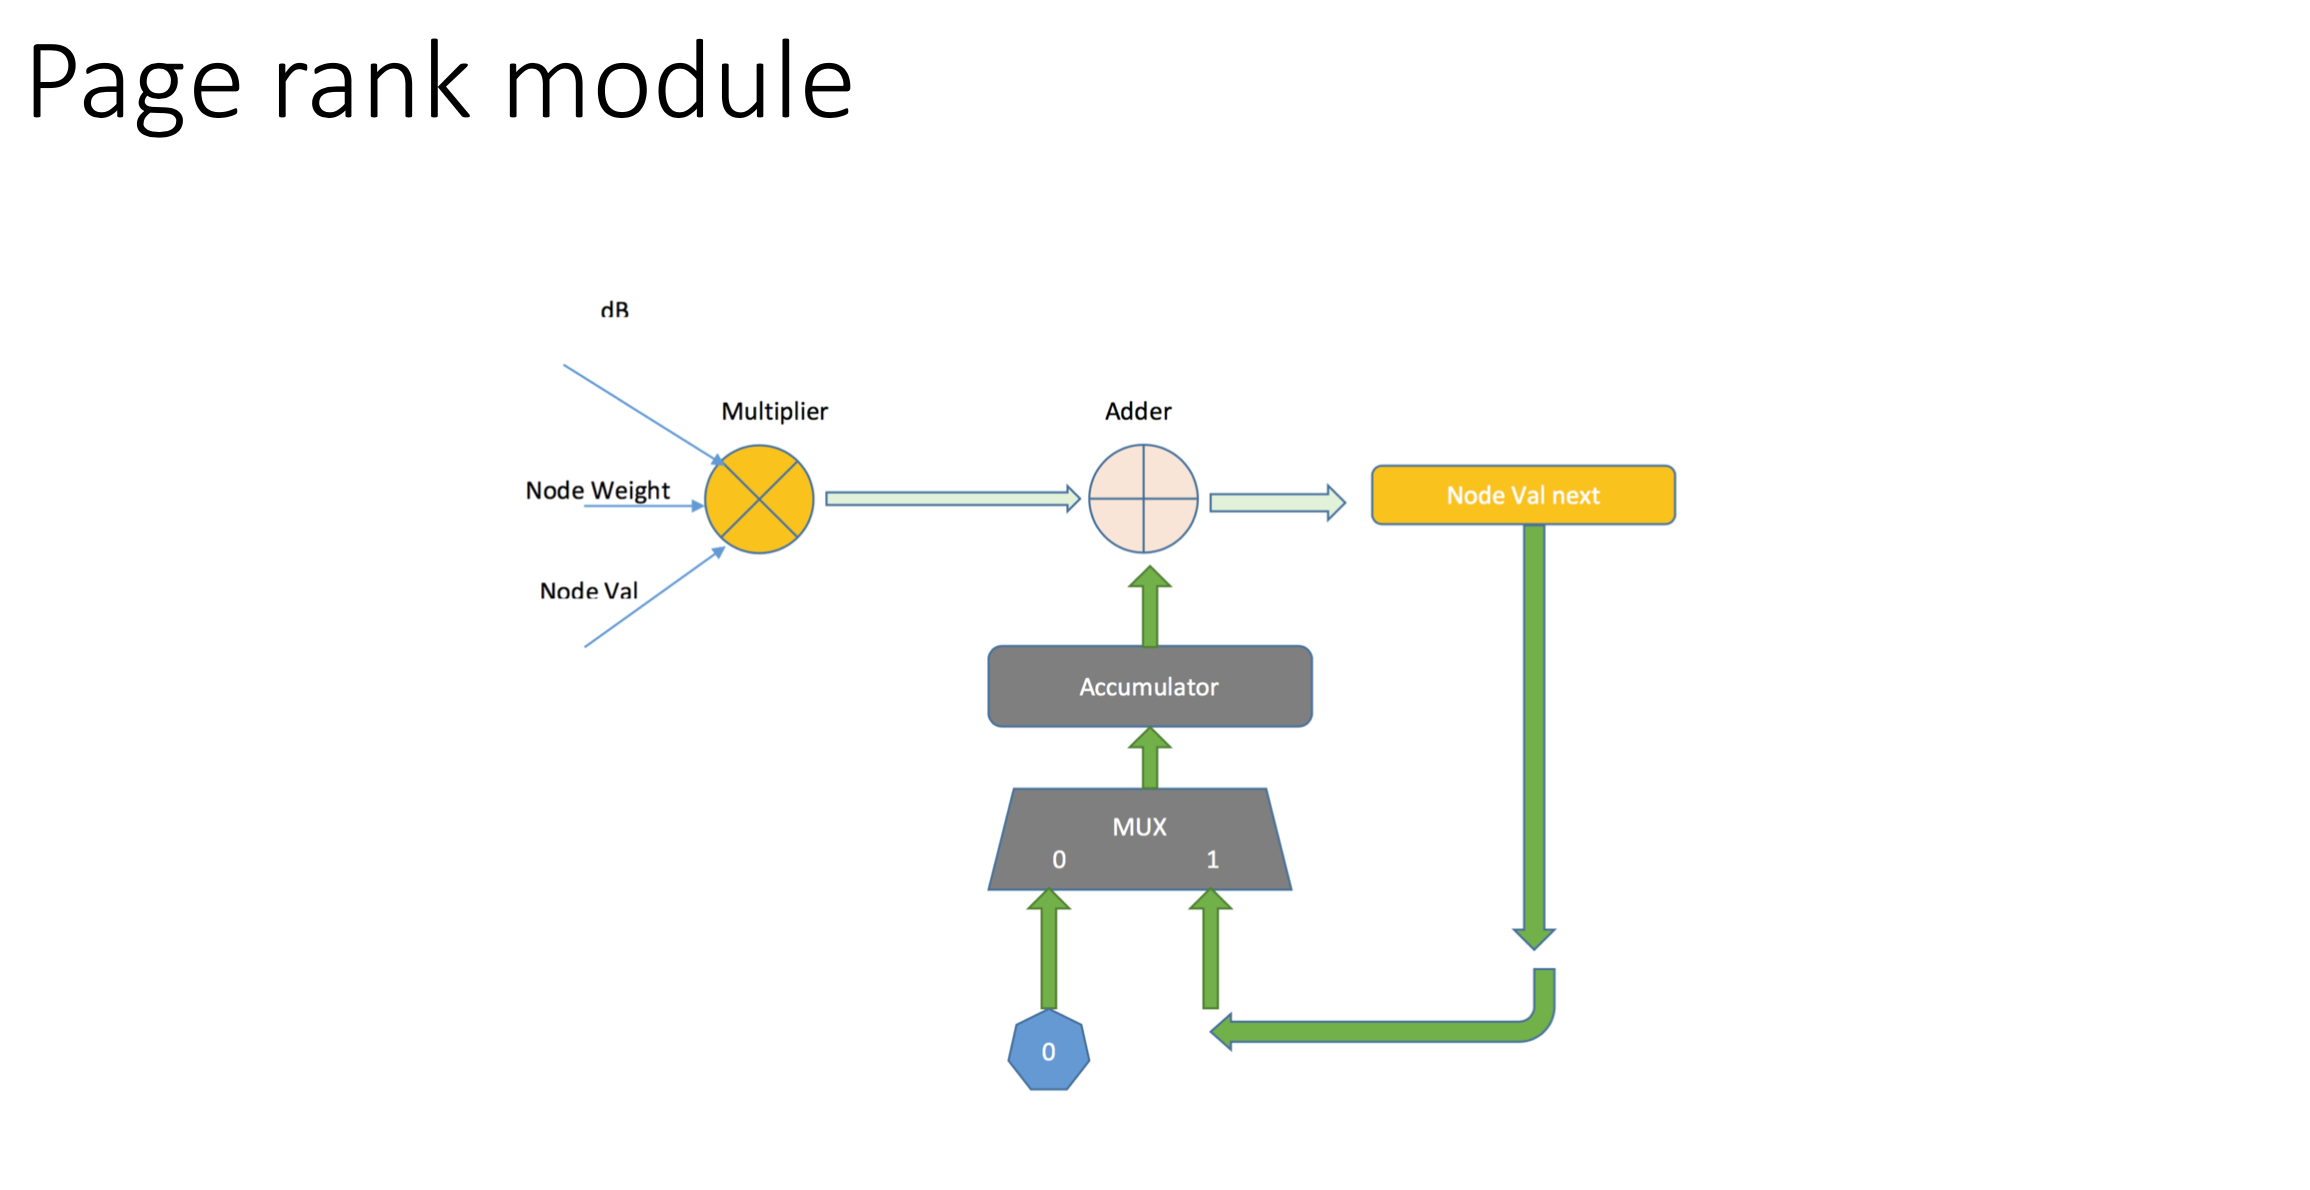 Page rank module
dB
Multiplier
Adder
Node Weight
Node Val next
Node Val
Accumulator
MUX
0 1
0